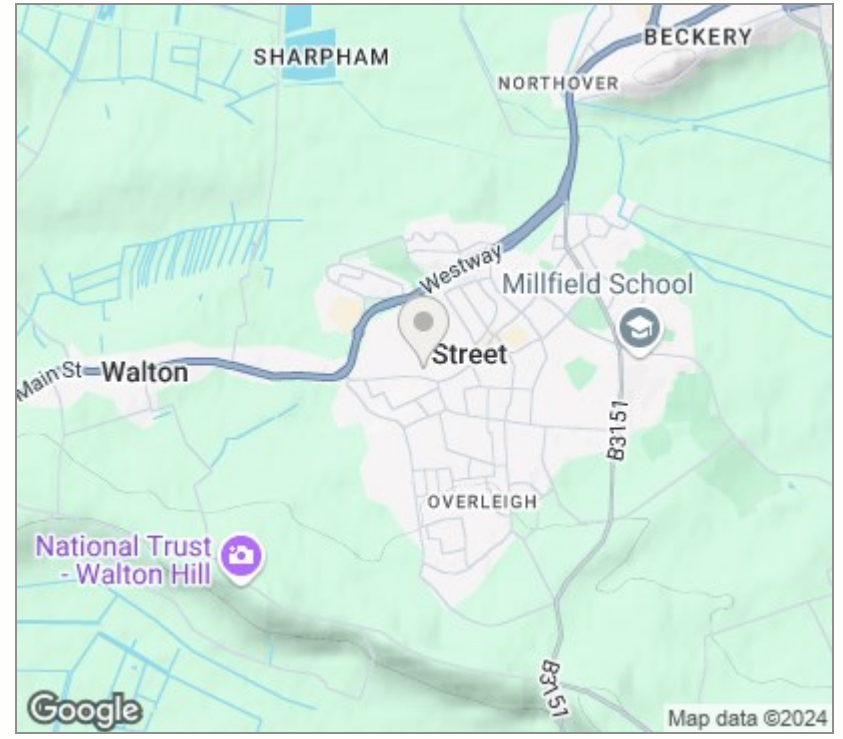 SHARPHAM
BECKERY
NORTHOVER
Westway
Millfield School
Street
Main St
Walton
B3151
OVERLEIGH
National Trust
- Walton Hill
B3151
Google
Map data ©2024